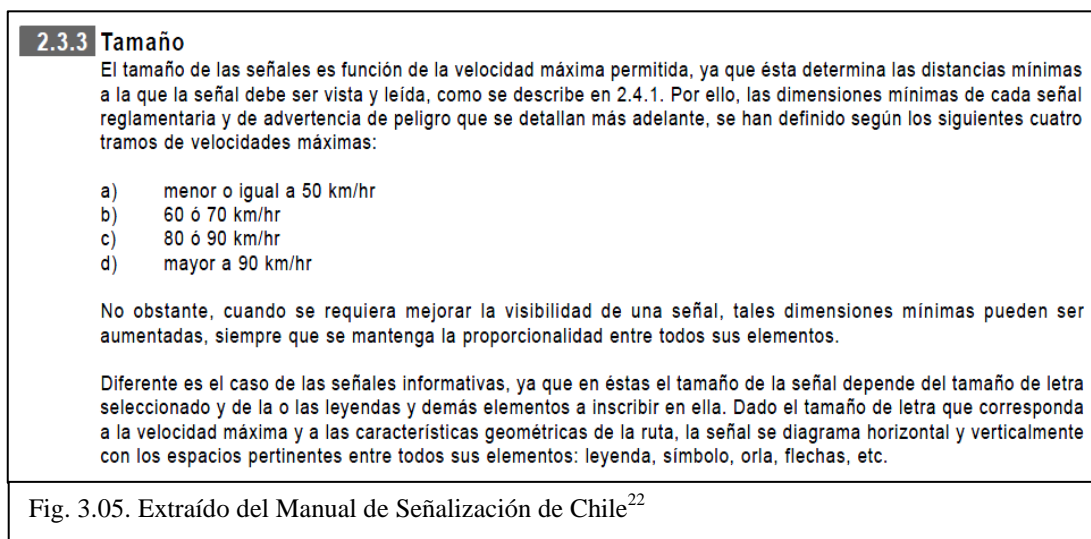 2.3.3 Tamaño
El tamaño de las señales es función de la velocidad máxima permitida, ya que ésta determina las distancias mínimas
a la que la señal debe ser vista y leída, como se describe en 2.4.1. Por ello, las dimensiones mínimas de cada señal
reglamentaria y de advertencia de peligro que se detallan más adelante, se han definido según los siguientes cuatro
tramos de velocidades máximas:
a) menor o igual a 50 km/hr
b) 60 ó 70 km/hr
c) 80 ó 90 km/hr
d) mayor a 90 km/hr
No obstante, cuando se requiera mejorar la visibilidad de una señal, tales dimensiones mínimas pueden ser
aumentadas, siempre que se mantenga la proporcionalidad entre todos sus elementos.
Diferente es el caso de las señales informativas, ya que en éstas el tamaño de la señal depende del tamaño de letra
seleccionado y de la o las leyendas y demás elementos a inscribir en ella. Dado el tamaño de letra que corresponda
a la velocidad máxima y a las características geométricas de la ruta, la señal se diagrama horizontal y verticalmente
con los espacios pertinentes entre todos sus elementos: leyenda, símbolo, orla, flechas, etc.
Fig. 3.05. Extraído del Manual de Señalización de Chile22